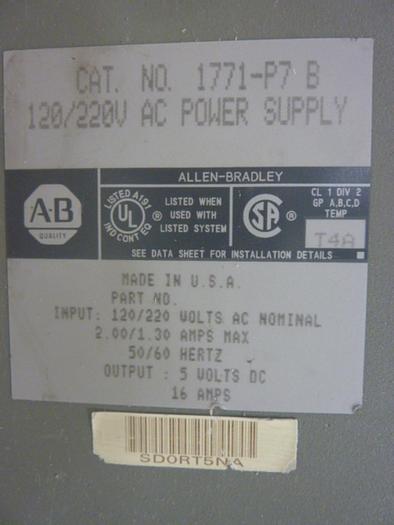 CAT. NO. 1771-P7 B
120/220V AC POWER SUPPLY
ALLEN-BRADLEY
A-B
QUALITY
LISTED A191
UL ®
IND CONT EQ
LISTED WHEN
USED WITH
LISTED SYSTEM
SA ®
CL 1 DIV 2
GP A,B,C,D
TEMP
T4A
SEE DATA SHEET FOR INSTALLATION DETAILS
MADE IN U.S.A.
PART NO.
INPUT: 120/220 VOLTS AC NOMINAL
2.00/1.30 AMPS MAX
50/60 HERTZ
OUTPUT : 5 VOLTS DC
16 AMPS
SD0RT5NA